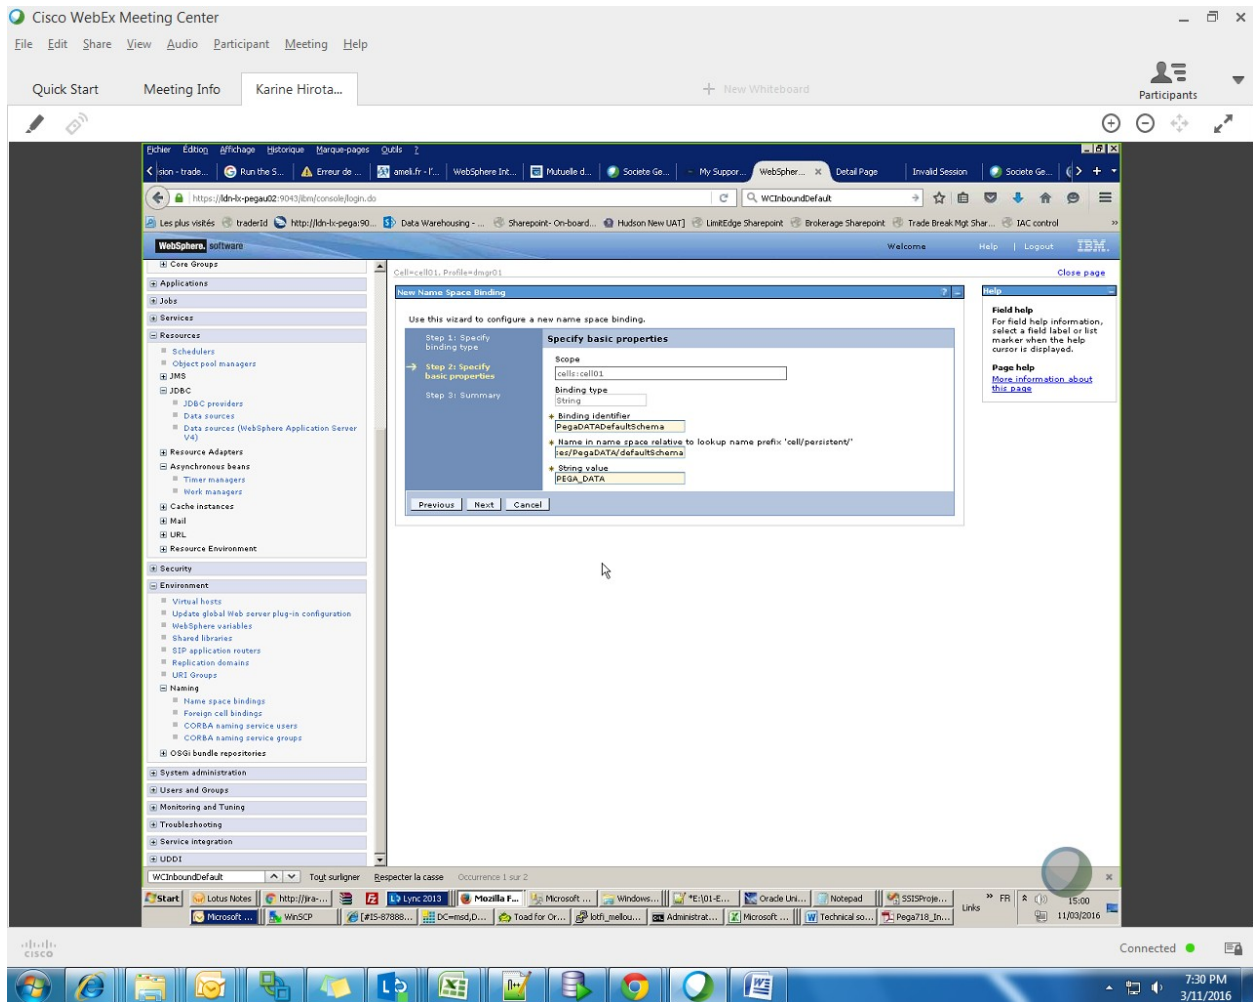 Cisco WebEx Meeting Center
File Edit Share View Audio Participant Meeting Help
Quick Start Meeting Info Karine Hirota... + New Whiteboard
Participants
Fichier Édition Affichage Historique Marque-pages Outils ?
ision - trade... Run the S... Erreur de ... ameli.fr - l'... WebSphere Int... Mutuelle d... Societe Ge... My Suppor... WebSpher... Detail Page Invalid Session Societe Ge...
https://ldn-lx-pegau02:9043/ibm/console/login.do WCInboundDefault
Les plus visités traderId http://ldn-lx-pega:90... Data Warehousing - ... Sharepoint- On-board... Hudson New UAT] LimitEdge Sharepoint Brokerage Sharepoint Trade Break Mgt Shar... IAC control »
WebSphere. software Welcome Help | Logout IBM.
Cell=cell01, Profile=dmgr01 Close page
Core Groups
Applications
Jobs
Services
Resources
Schedulers
Object pool managers
JMS
JDBC
JDBC providers
Data sources
Data sources (WebSphere Application Server
V4)
Resource Adapters
Asynchronous beans
Timer managers
Work managers
Cache instances
Mail
URL
Resource Environment
Security
Environment
Virtual hosts
Update global Web server plug-in configuration
WebSphere variables
Shared libraries
SIP application routers
Replication domains
URI Groups
Naming
Name space bindings
Foreign cell bindings
CORBA naming service users
CORBA naming service groups
OSGi bundle repositories
System administration
Users and Groups
Monitoring and Tuning
Troubleshooting
Service integration
UDDI
New Name Space Binding ? –
Use this wizard to configure a new name space binding.
Step 1: Specify
binding type
Step 2: Specify
basic properties
Step 3: Summary
Specify basic properties
Scope
cells:cell01
Binding type
String
* Binding identifier
PegaDATADefaultSchema
* Name in name space relative to lookup name prefix 'cell/persistent/'
:es/PegaDATA/defaultSchema
* String value
PEGA_DATA
Previous Next Cancel
Help
Field help
For field help information,
select a field label or list
marker when the help
cursor is displayed.
Page help
More information about
this page
WCInboundDefault Tout surligner Respecter la casse Occurrence 1 sur 2
Start Lotus Notes http://jira-... Lync 2013 Mozilla F... Microsoft ... Windows... *E:\01-E... Oracle Uni... Notepad SSISProje... Links » FR 15:00
Microsoft ... WinSCP [#IS-87888... DC=msd,D... Toad for Or... lotfi_mellou... Administrat... Microsoft ... Technical so... Pega718_In... 11/03/2016
CISCO Connected
7:30 PM
3/11/2016